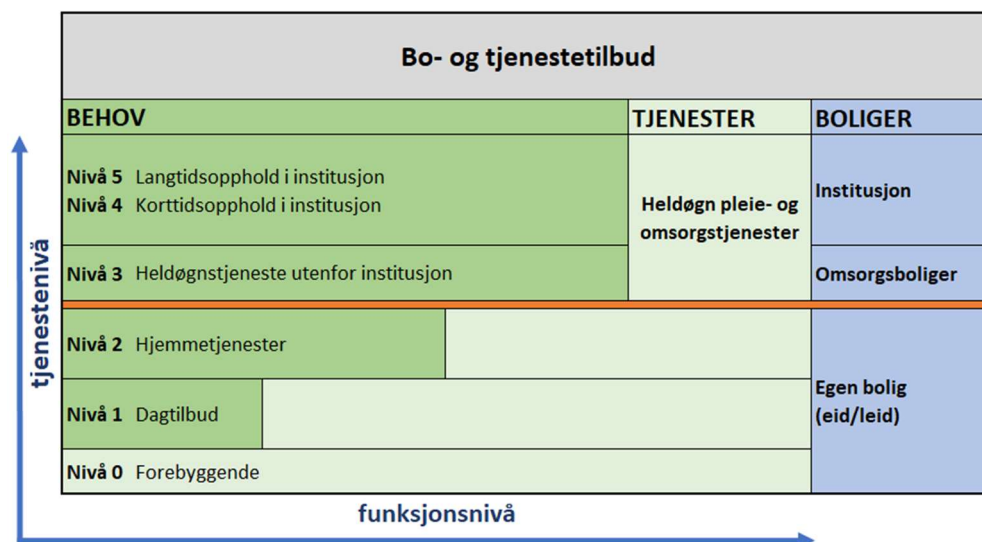 Bo- og tjenestetilbud
BEHOV
TJENESTER
BOLIGER
Nivå 5 Langtidsopphold i institusjon
Nivå 4 Korttidsopphold i institusjon
Heldøgn pleie- og
omsorgstjenester
Institusjon
Nivå 3 Heldøgnstjeneste utenfor institusjon
Omsorgsboliger
Nivå 2 Hjemmetjenester
Nivå 1 Dagtilbud
Egen bolig
(eid/leid)
Nivå 0 Forebyggende
tjenestenivå
funksjonsnivå